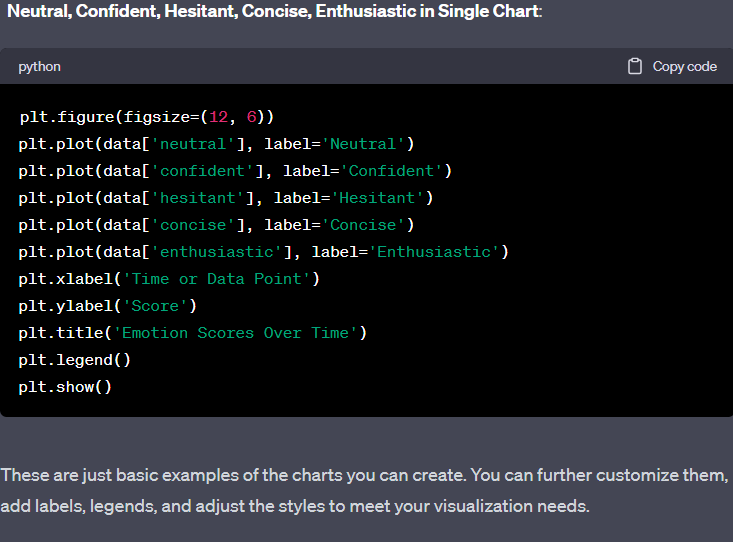 Neutral, Confident, Hesitant, Concise, Enthusiastic in Single Chart:
python
Copy code
plt.figure(figsize=(12, 6))
plt.plot(data['neutral'], label='Neutral')
plt.plot(data['confident'], label='Confident')
plt.plot(data['hesitant'], label='Hesitant')
plt.plot(data['concise'], label='Concise')
plt.plot(data['enthusiastic'], label='Enthusiastic')
plt.xlabel('Time or Data Point')
plt.ylabel('Score')
plt.title('Emotion Scores Over Time')
plt.legend()
plt.show()
These are just basic examples of the charts you can create. You can further customize them,
add labels, legends, and adjust the styles to meet your visualization needs.